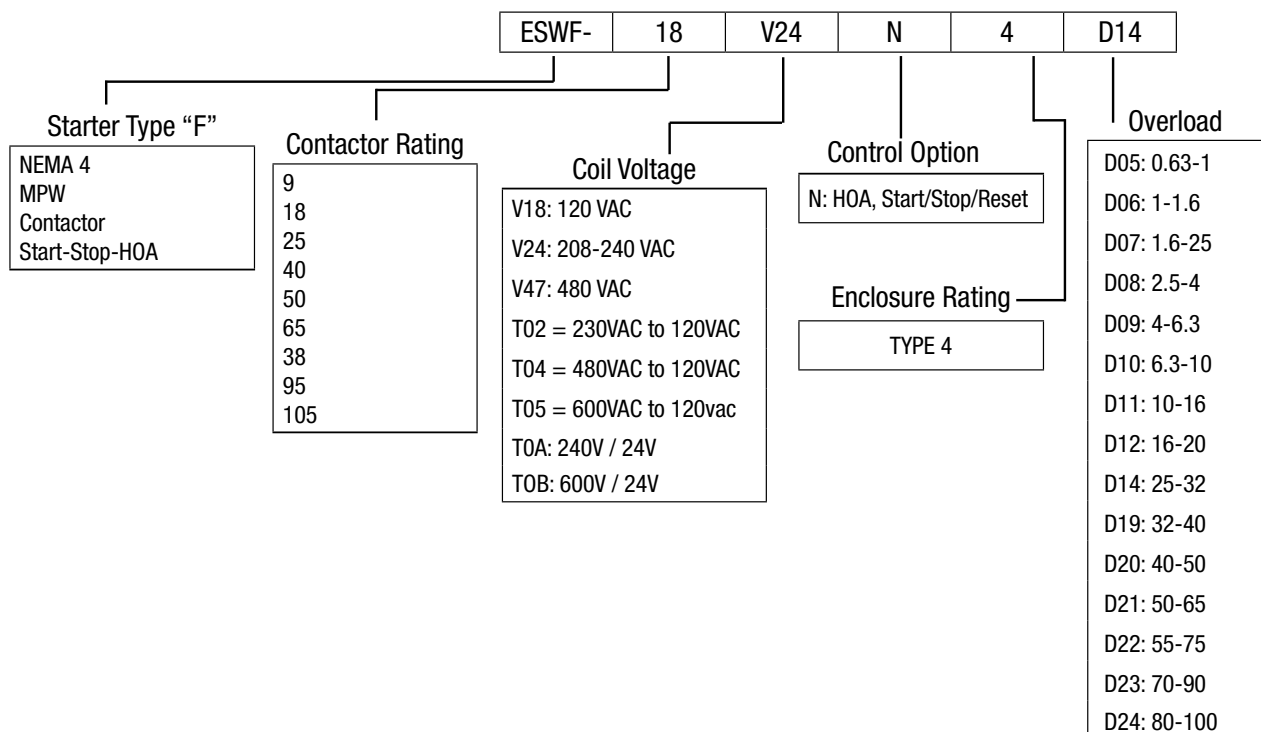 ESWF- 18 V24 N 4 D14
Starter Type “F”
NEMA 4
MPW
Contactor
Start-Stop-HOA
Contactor Rating
9
18
25
40
50
65
38
95
105
Coil Voltage
V18: 120 VAC
V24: 208-240 VAC
V47: 480 VAC
T02 = 230VAC to 120VAC
T04 = 480VAC to 120VAC
T05 = 600VAC to 120vac
T0A: 240V / 24V
TOB: 600V / 24V
Control Option
N: HOA, Start/Stop/Reset
Enclosure Rating
TYPE 4
Overload
D05: 0.63-1
D06: 1-1.6
D07: 1.6-25
D08: 2.5-4
D09: 4-6.3
D10: 6.3-10
D11: 10-16
D12: 16-20
D14: 25-32
D19: 32-40
D20: 40-50
D21: 50-65
D22: 55-75
D23: 70-90
D24: 80-100